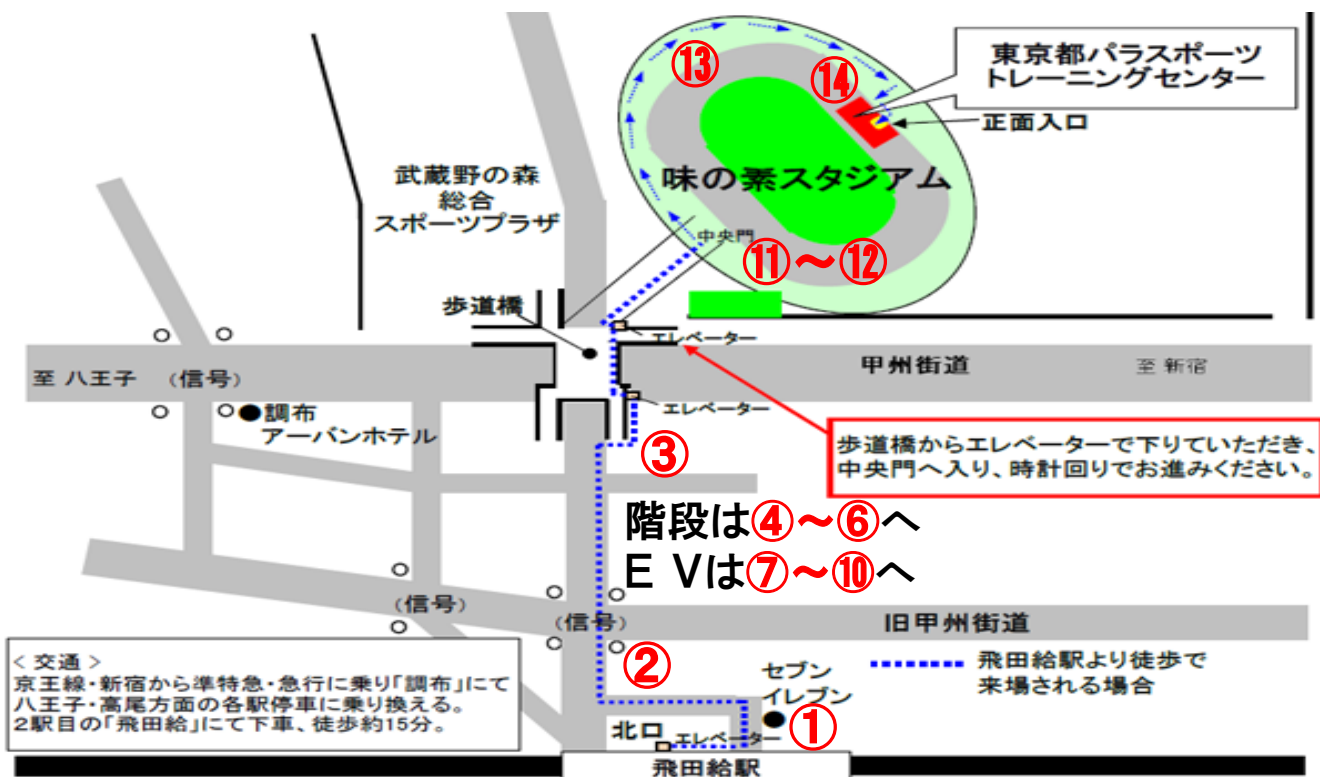 ⑬
⑭
東京都パラスポーツ
トレーニングセンター
正面入口
武蔵野の森
総合
スポーツプラザ
味の素スタジアム
中央門
⑪～⑫
歩道橋
エレベーター
至 八王子
（信号）
甲州街道
至 新宿
エレベーター
調布
アーバンホテル
歩道橋からエレベーターで下りていただき、
中央門へ入り、時計回りでお進みください。
③
階段は④～⑥へ
ＥＶは⑦～⑩へ
（信号）
（信号）
旧甲州街道
＜ 交通 ＞
京王線・新宿から準特急・急行に乗り「調布」にて
八王子・高尾方面の各駅停車に乗り換える。
2駅目の「飛田給」にて下車、徒歩約15分。
②
セブン
イレブン
飛田給駅より徒歩で
来場される場合
①
北口
エレベーター
飛田給駅